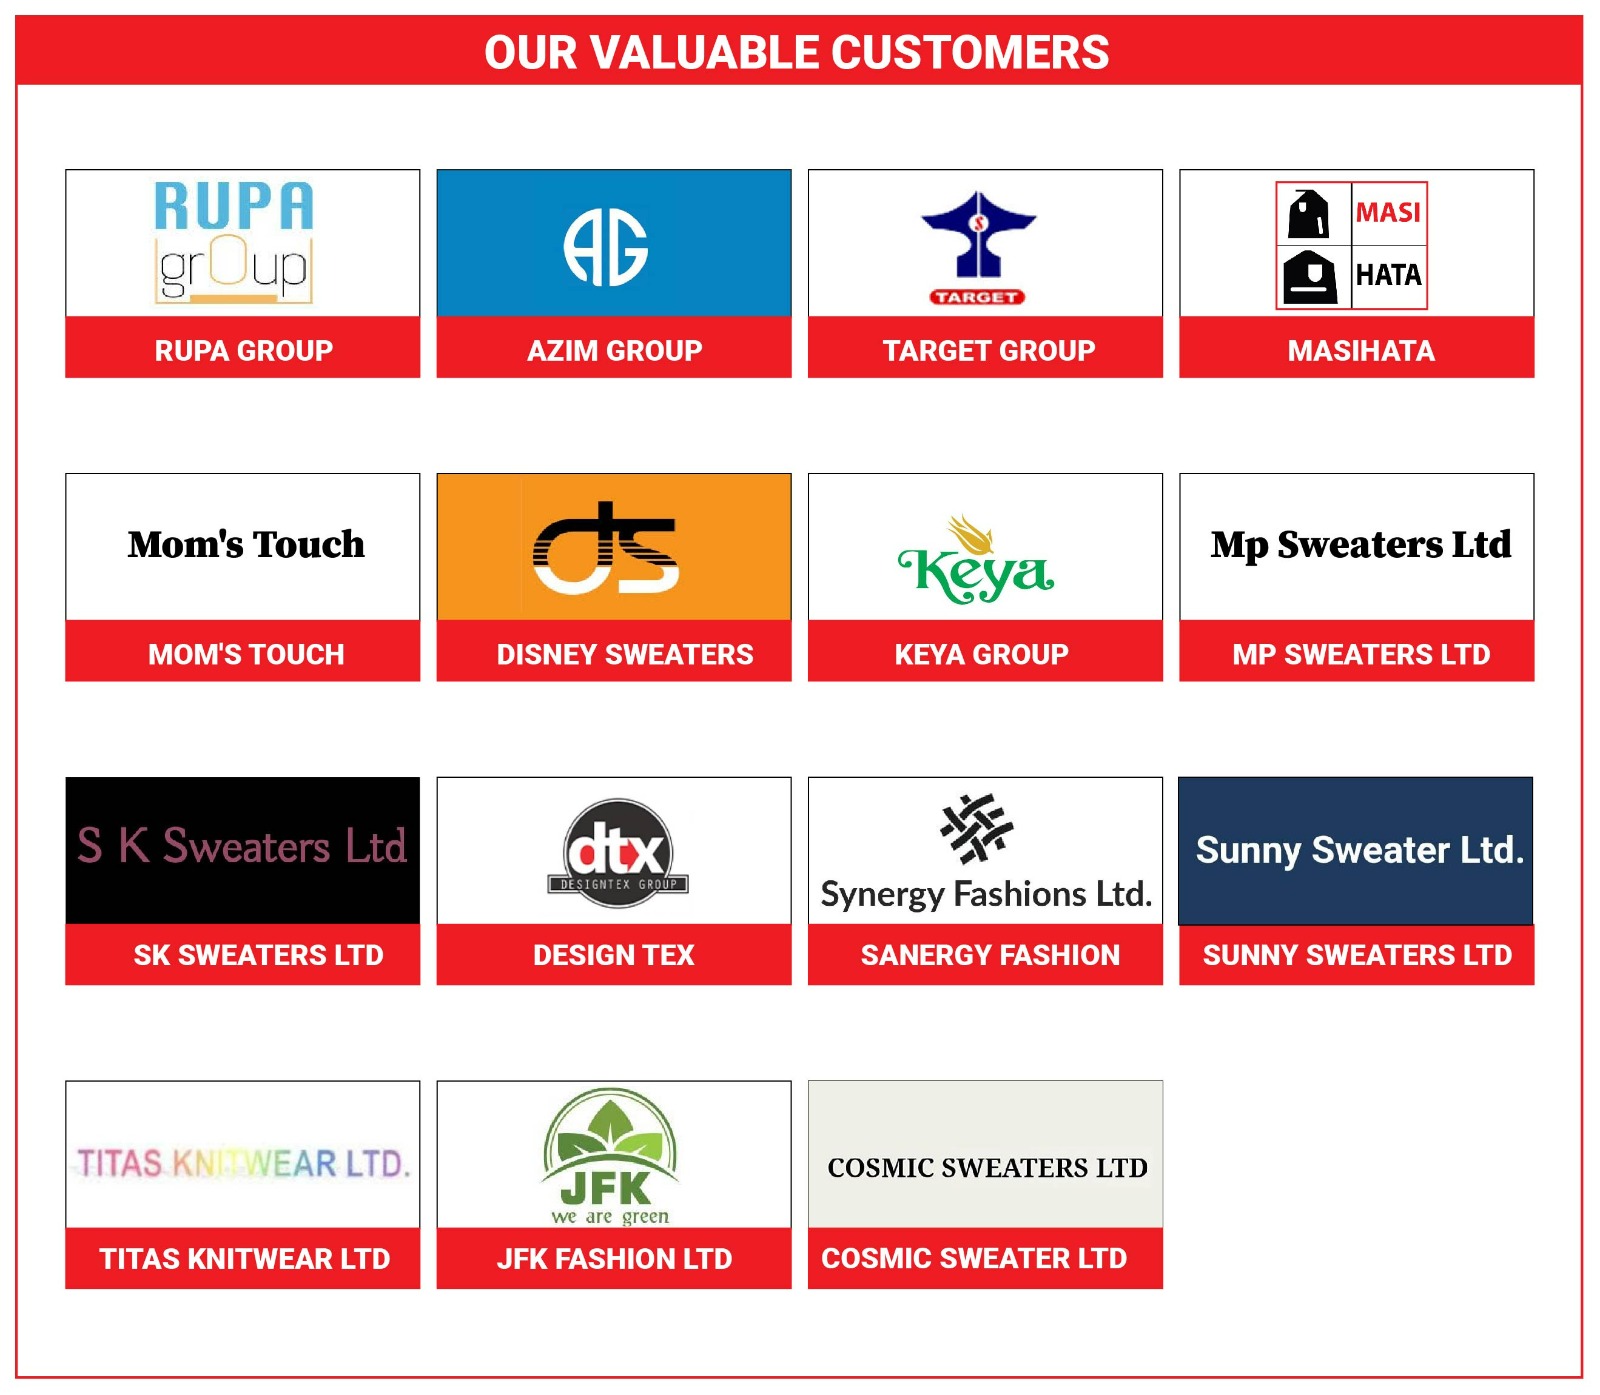 OUR VALUABLE CUSTOMERS
RUPA
grOup
RUPA GROUP
AG
AZIM GROUP
S
TARGET
TARGET GROUP
MASI
HATA
MASIHATA
Mom's Touch
MOM'S TOUCH
ds
DISNEY SWEATERS
Keya
KEYA GROUP
Mp Sweaters Ltd
MP SWEATERS LTD
S K Sweaters Ltd
SK SWEATERS LTD
dtx
DESIGNTEX GROUP
DESIGN TEX
Synergy Fashions Ltd.
SANERGY FASHION
Sunny Sweater Ltd.
SUNNY SWEATERS LTD
TITAS KNITWEAR LTD.
TITAS KNITWEAR LTD
JFK
we are green
JFK FASHION LTD
COSMIC SWEATERS LTD
COSMIC SWEATER LTD